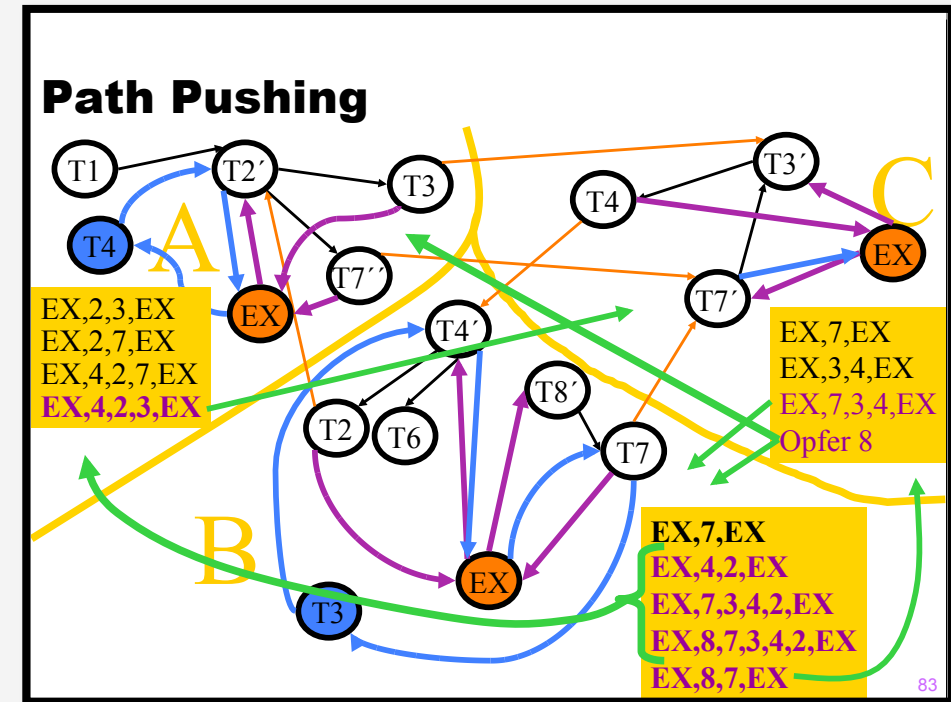 Path Pushing
T1
T2´
T3
T4
T3´
C
T4
A
EX
T7´´
EX
T7´
EX,2,3,EX
EX,2,7,EX
EX,4,2,7,EX
EX,4,2,3,EX
T4´
EX,7,EX
EX,3,4,EX
EX,7,3,4,EX
Opfer 8
T8´
T2
T6
T7
B
EX
T3
EX,7,EX
EX,4,2,EX
EX,7,3,4,2,EX
EX,8,7,3,4,2,EX
EX,8,7,EX
83